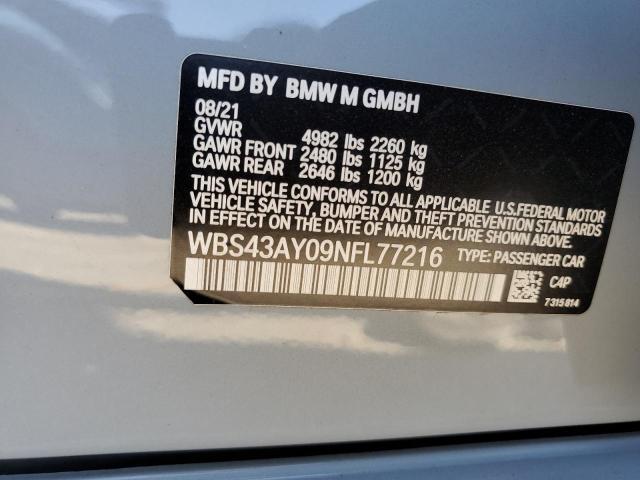 MFD BY BMW M GMBH
08/21
GVWR 4982 lbs 2260 kg
GAWR FRONT 2480 lbs 1125 kg
GAWR REAR 2646 lbs 1200 kg
THIS VEHICLE CONFORMS TO ALL APPLICABLE U.S.FEDERAL MOTOR
VEHICLE SAFETY, BUMPER AND THEFT PREVENTION STANDARDS
IN EFFECT ON THE DATE OF MANUFACTURE SHOWN ABOVE.
WBS43AY09NFL77216 TYPE: PASSENGER CAR
C4P
7315814